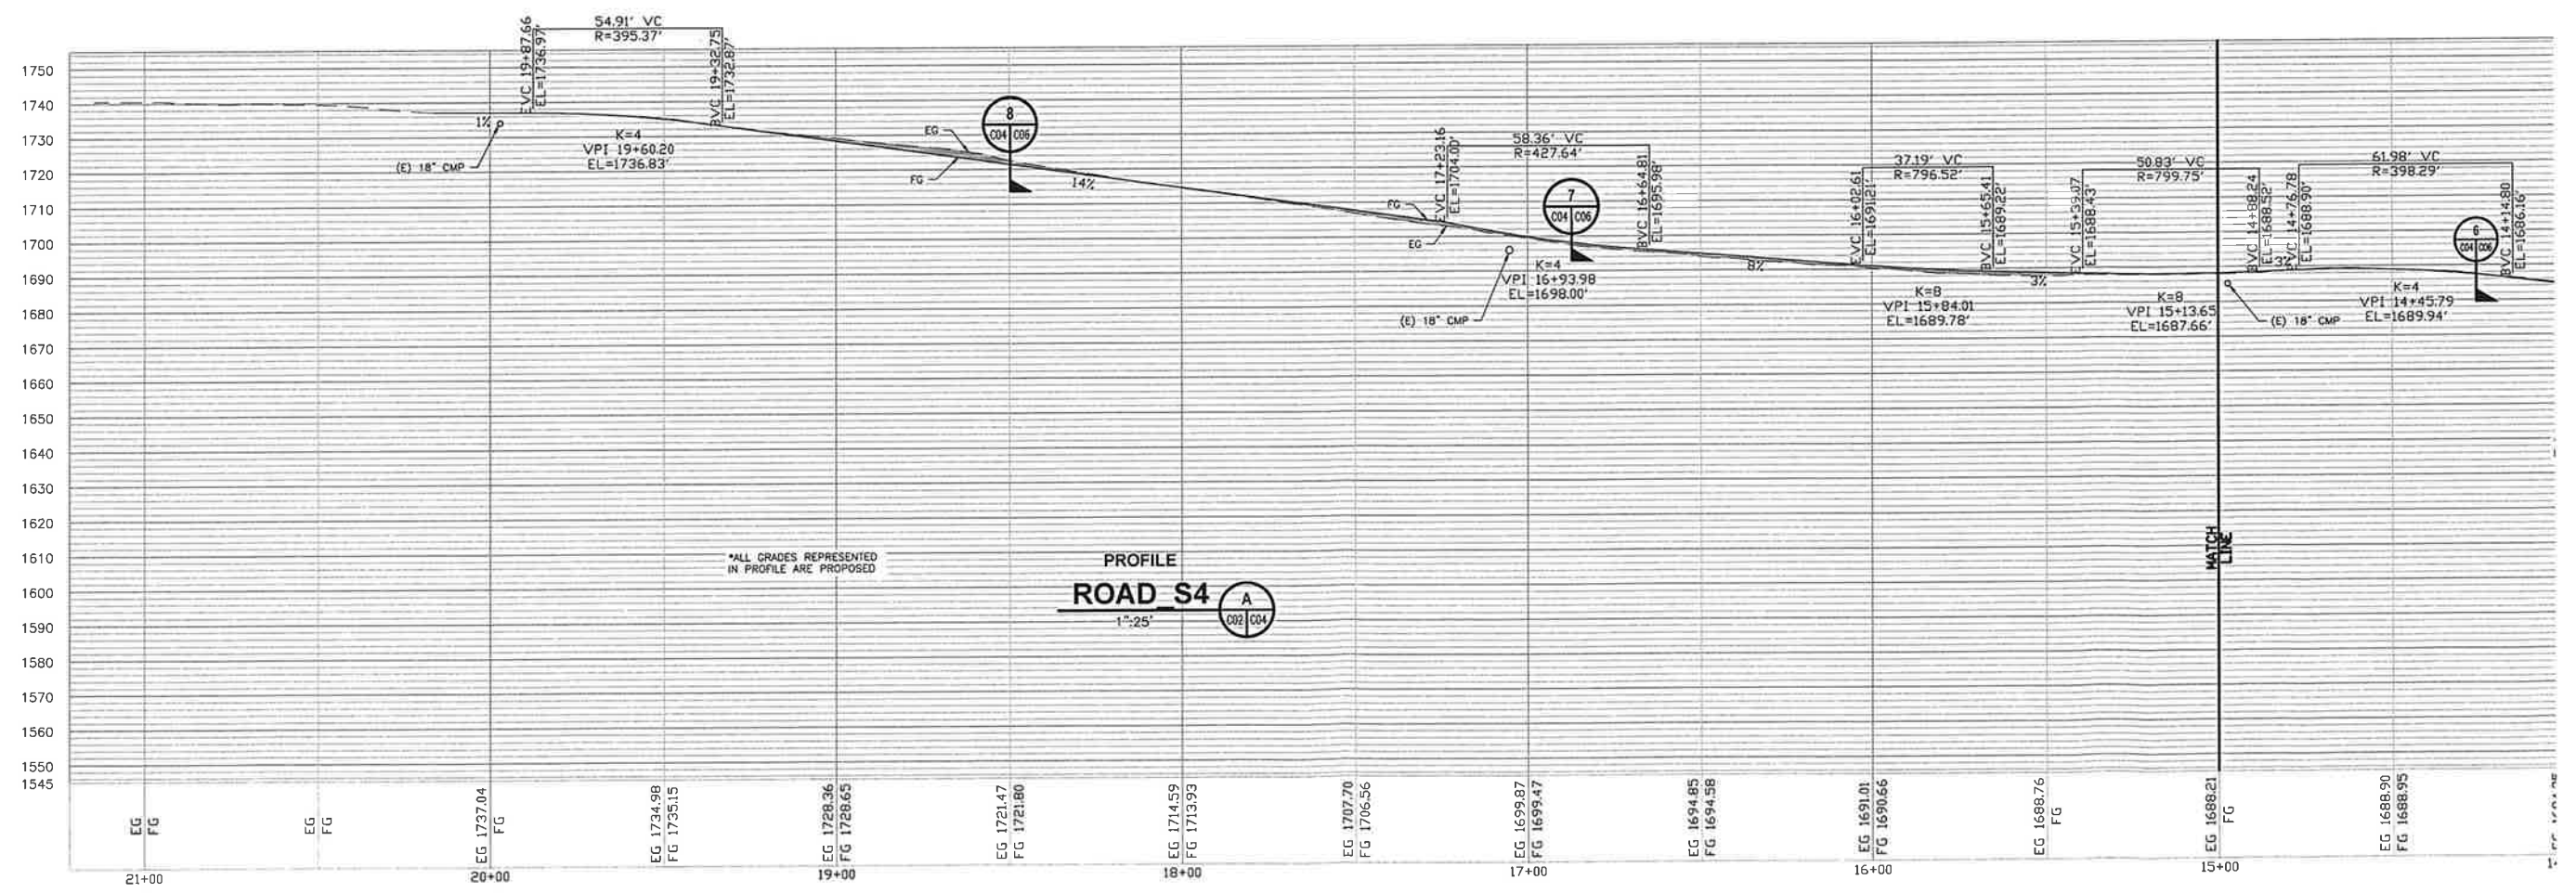 54.91' VC
R=395.37'
EVC 19+87.66
EL=1736.97'
BVC 19+32.75
EL=1732.87'
1%
(E) 18" CMP
K=4
VPI 19+60.20
EL=1736.83'
EG
FG
8
C04 C06
14%
58.36' VC
R=427.64'
EVC 17+23.16
EL=1704.00'
BVC 16+64.81
EL=1695.98'
FG
EG
7
C04 C06
(E) 18" CMP
K=4
VPI 16+93.98
EL=1698.00'
8%
37.19' VC
R=796.52'
EVC 16+02.61
EL=1691.21'
BVC 15+65.41
EL=1689.22'
K=8
VPI 15+84.01
EL=1689.78'
3%
50.83' VC
R=799.75'
EVC 15+39.07
EL=1688.43'
BVC 14+88.24
EL=1688.52'
K=8
VPI 15+13.65
EL=1687.66'
(E) 18" CMP
3%
61.98' VC
R=398.29'
EVC 14+76.78
EL=1688.90'
BVC 14+14.80
EL=1686.16'
K=4
VPI 14+45.79
EL=1689.94'
6
C04 C06
1750
1740
1730
1720
1710
1700
1690
1680
1670
1660
1650
1640
1630
1620
1610
1600
1590
1580
1570
1560
1550
1545
*ALL GRADES REPRESENTED
IN PROFILE ARE PROPOSED
PROFILE
ROAD_S4
1":25'
A
C02 C04
MATCH
LINE
EG
FG
EG
FG
EG 1737.04
FG
EG 1734.98
FG 1735.15
EG 1728.36
FG 1728.65
EG 1721.47
FG 1721.80
EG 1714.59
FG 1713.93
EG 1707.70
FG 1706.56
EG 1699.87
FG 1699.47
EG 1694.85
FG 1694.58
EG 1691.01
FG 1690.66
EG 1688.76
FG
EG 1688.21
FG
EG 1688.90
FG 1688.95
21+00
20+00
19+00
18+00
17+00
16+00
15+00